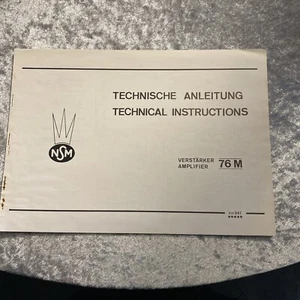 TECHNISCHE ANLEITUNG
TECHNICAL INSTRUCTIONS
NSM
VERSTÄRKER
AMPLIFIER 76 M